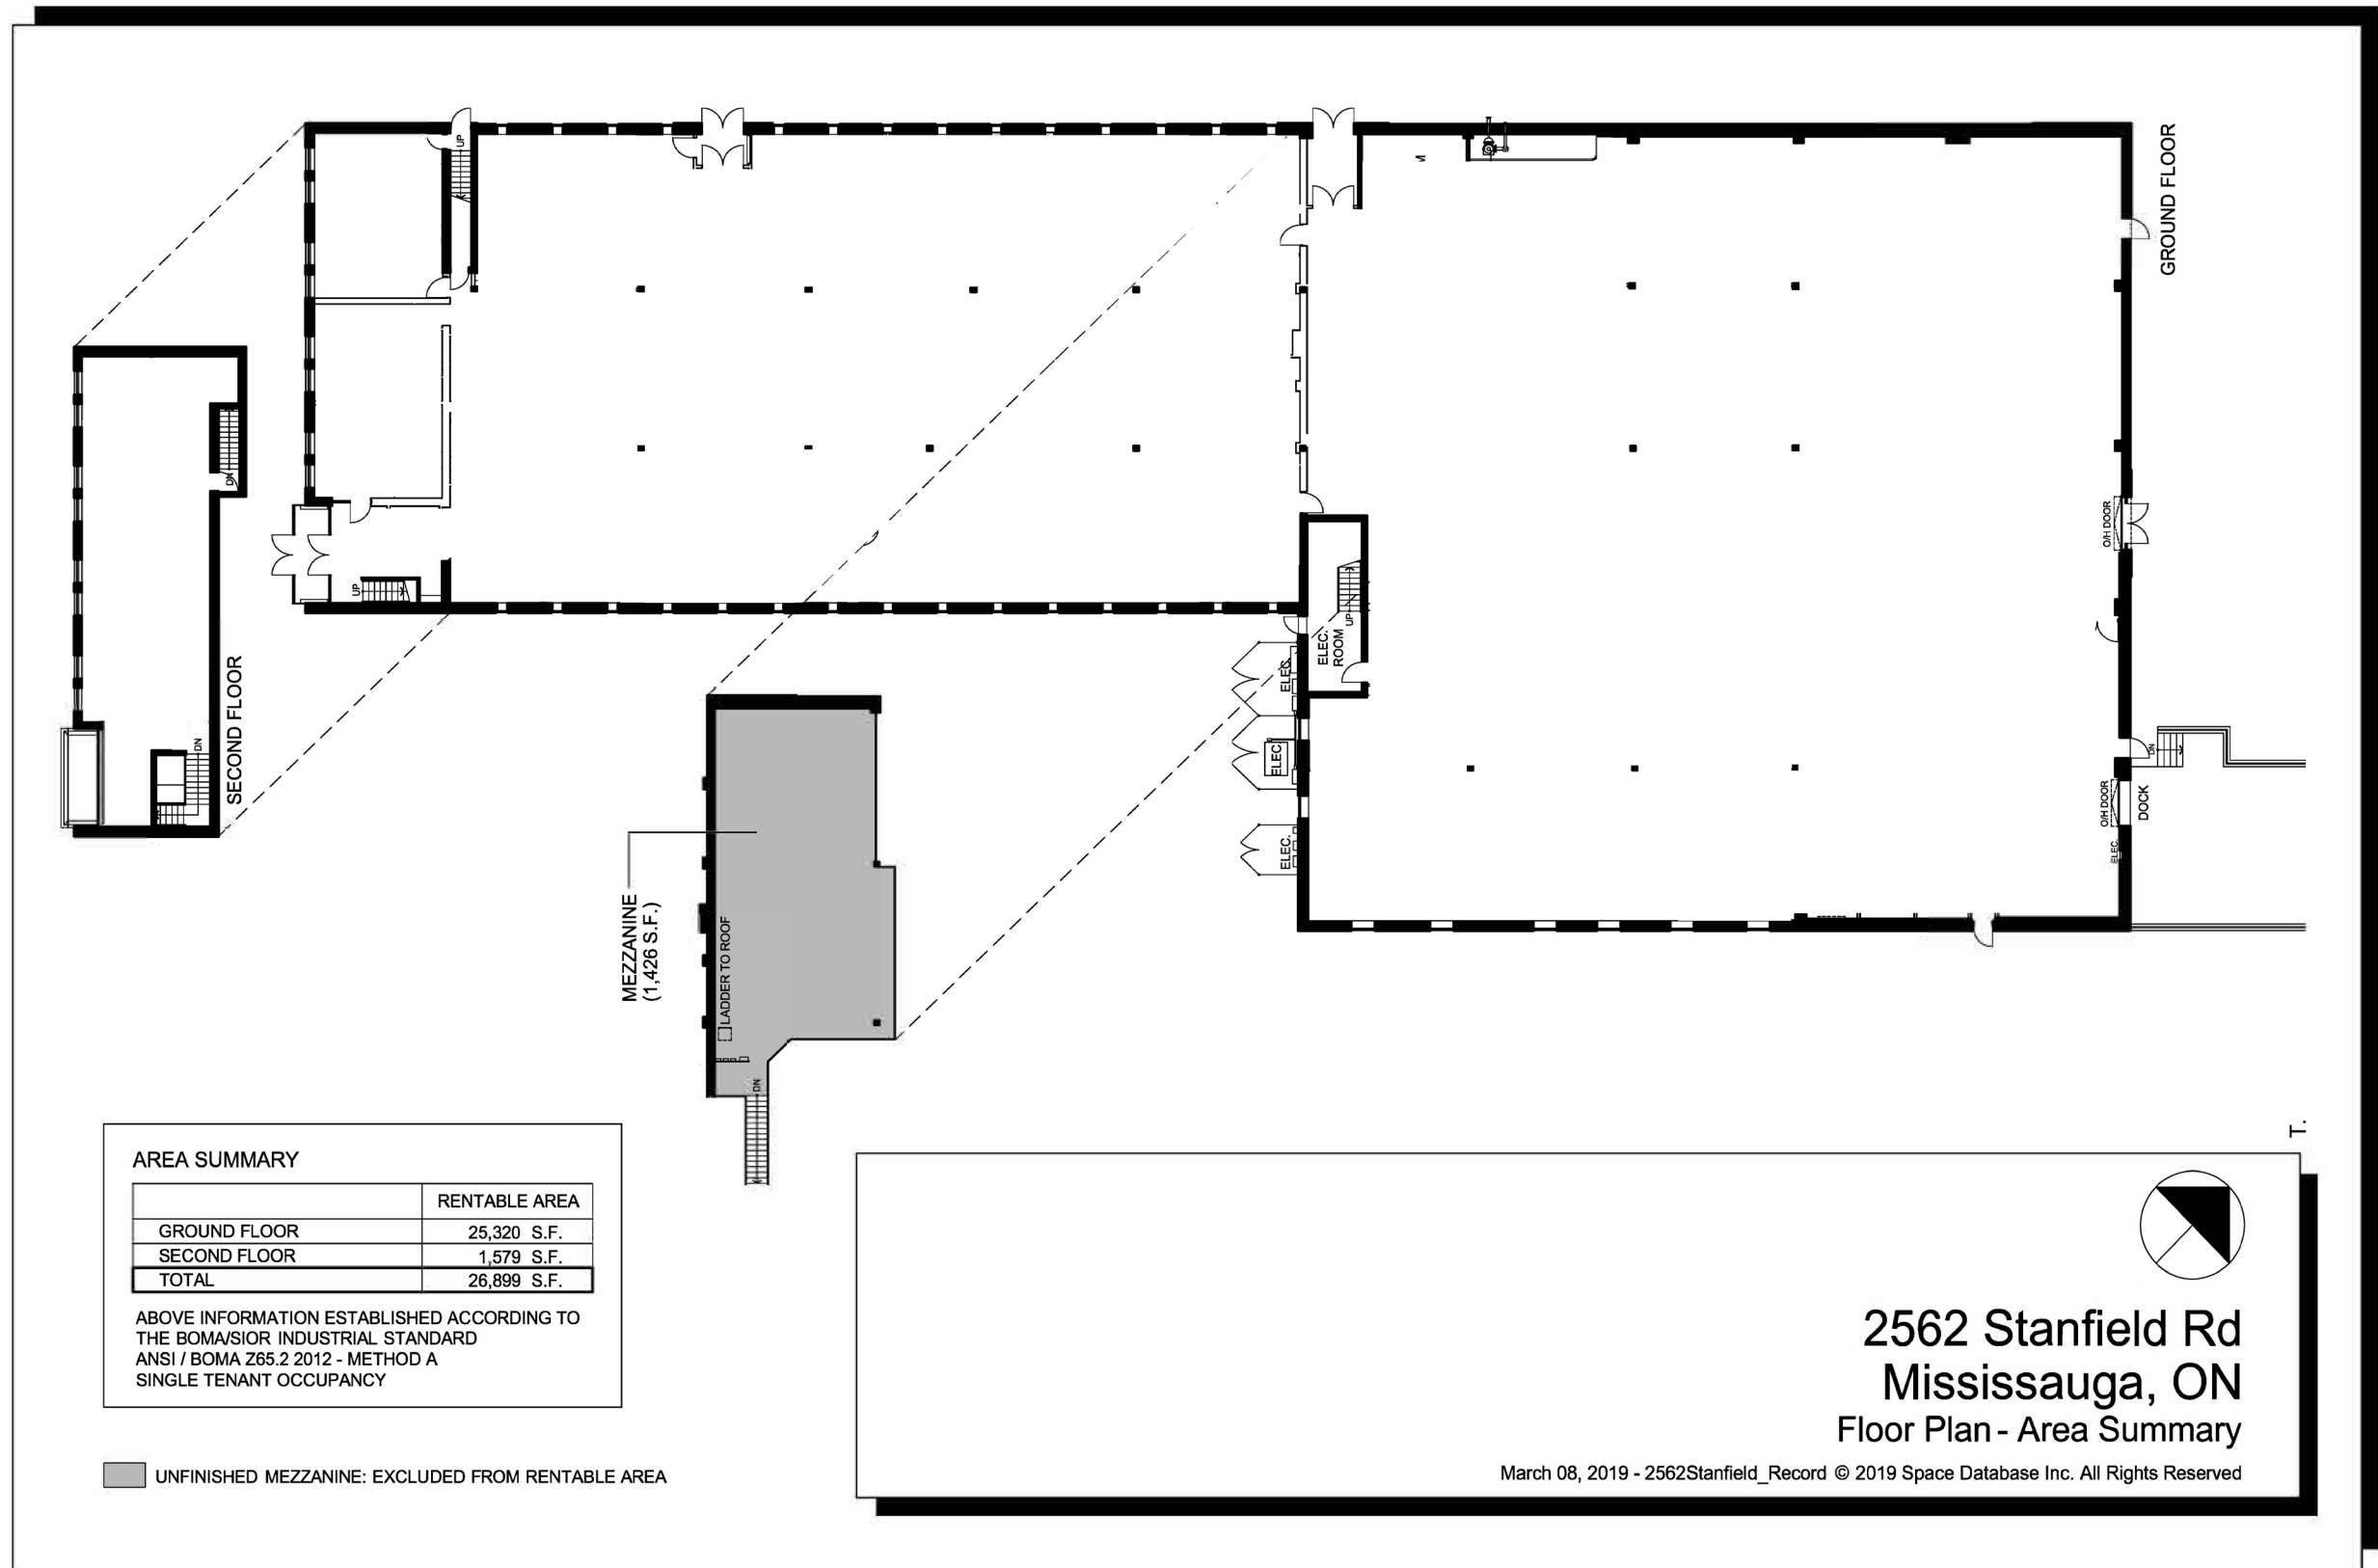 UP
GROUND FLOOR
DN
SECOND FLOOR
DN
UP
O/H DOOR
ELEC.
ROOM
UP
ELEC.
ELEC.
ELEC.
DN
O/H DOOR
DOCK
ELEC.
MEZZANINE
(1,426 S.F.)
LADDER TO ROOF
DN
T.
AREA SUMMARY
RENTABLE AREA
GROUND FLOOR 25,320 S.F.
SECOND FLOOR 1,579 S.F.
TOTAL 26,899 S.F.
ABOVE INFORMATION ESTABLISHED ACCORDING TO
THE BOMA/SIOR INDUSTRIAL STANDARD
ANSI / BOMA Z65.2 2012 - METHOD A
SINGLE TENANT OCCUPANCY
UNFINISHED MEZZANINE: EXCLUDED FROM RENTABLE AREA
2562 Stanfield Rd
Mississauga, ON
Floor Plan - Area Summary
March 08, 2019 - 2562Stanfield_Record © 2019 Space Database Inc. All Rights Reserved